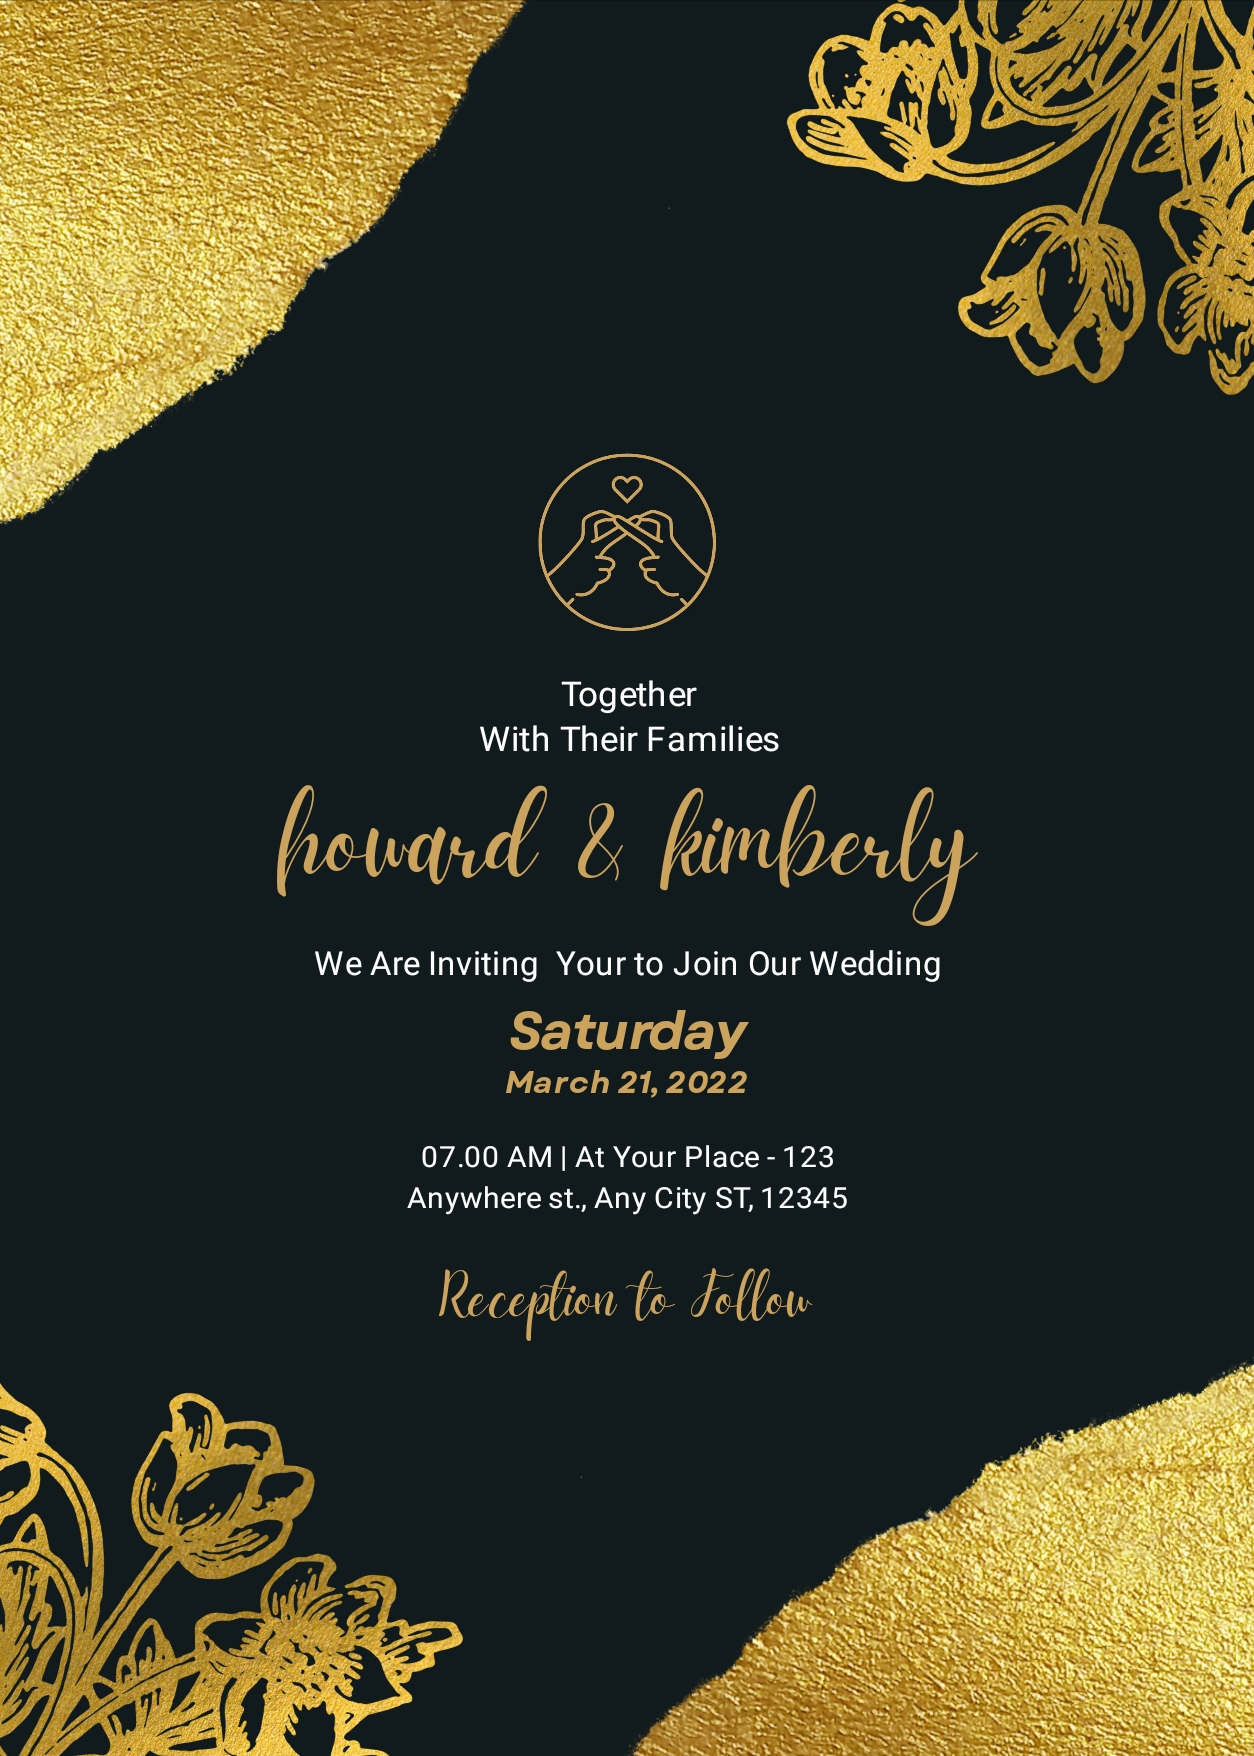 Together
With Their Families
howard & kimberly
We Are Inviting  Your to Join Our Wedding
Saturday
March 21, 2022
07.00 AM | At Your Place - 123
Anywhere st., Any City ST, 12345
Reception to Follow